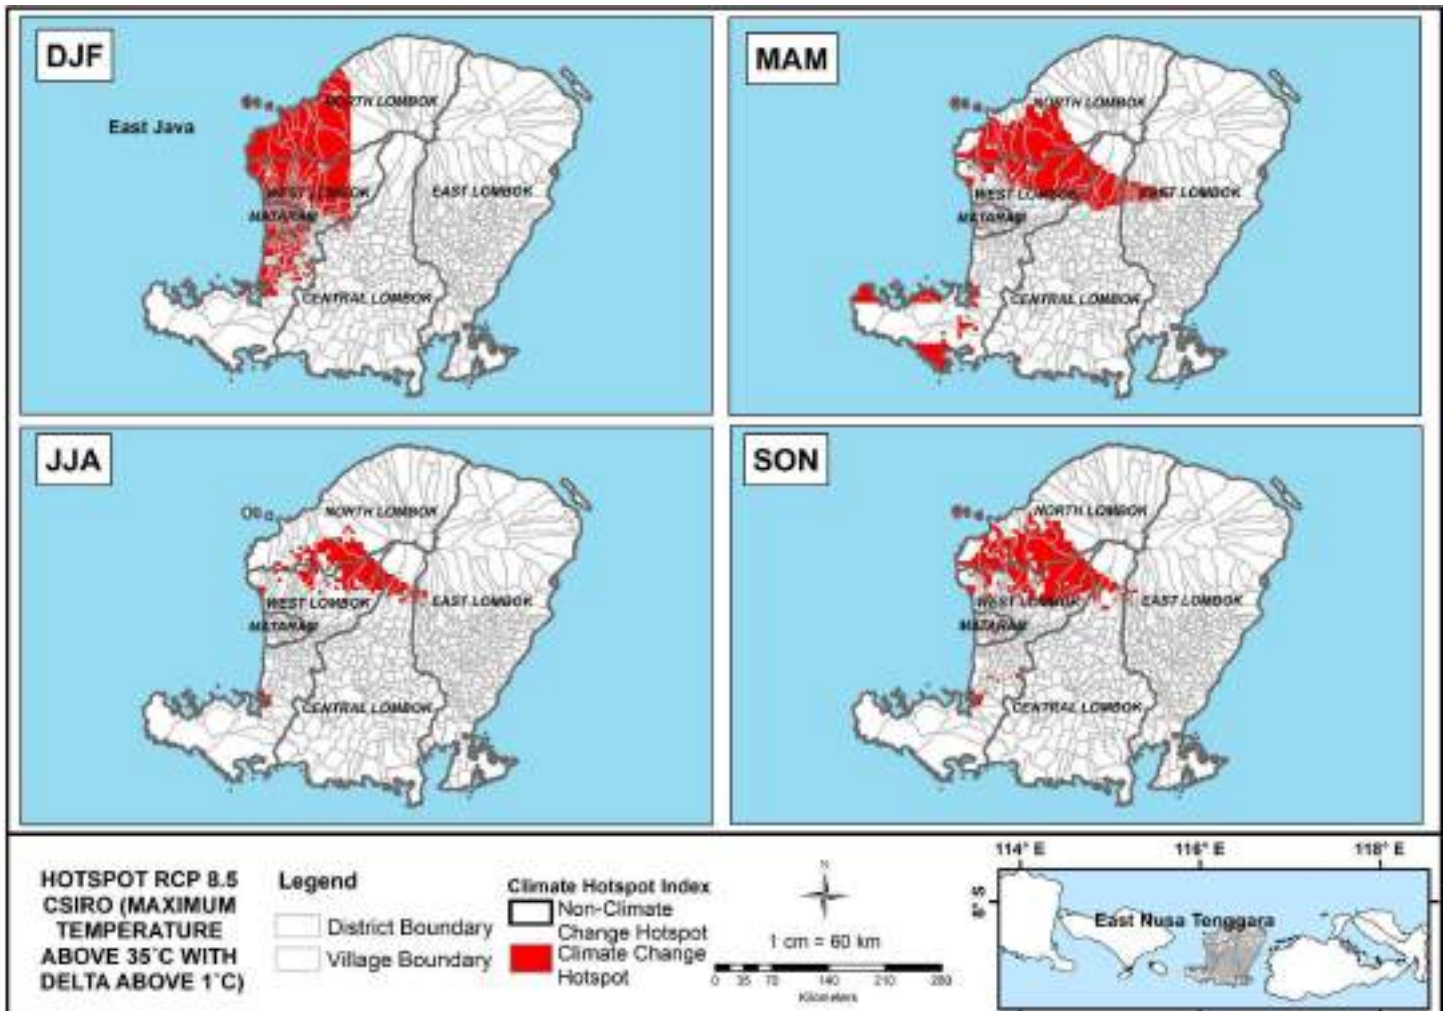 DJF
East Java
NORTH LOMBOK
WEST LOMBOK
EAST LOMBOK
MATARAM
CENTRAL LOMBOK
MAM
NORTH LOMBOK
WEST LOMBOK
EAST LOMBOK
MATARAM
CENTRAL LOMBOK
JJA
NORTH LOMBOK
WEST LOMBOK
EAST LOMBOK
MATARAM
CENTRAL LOMBOK
SON
NORTH LOMBOK
WEST LOMBOK
EAST LOMBOK
MATARAM
CENTRAL LOMBOK
HOTSPOT RCP 8.5
CSIRO (MAXIMUM
TEMPERATURE
ABOVE 35˚C WITH
DELTA ABOVE 1˚C)
Legend
District Boundary
Village Boundary
Climate Hotspot Index
Non-Climate
Change Hotspot
Climate Change
Hotspot
N
1 cm = 60 km
0 35 70 140 210 280
Kilometers
114° E 116° E 118° E
8° S
East Nusa Tenggara